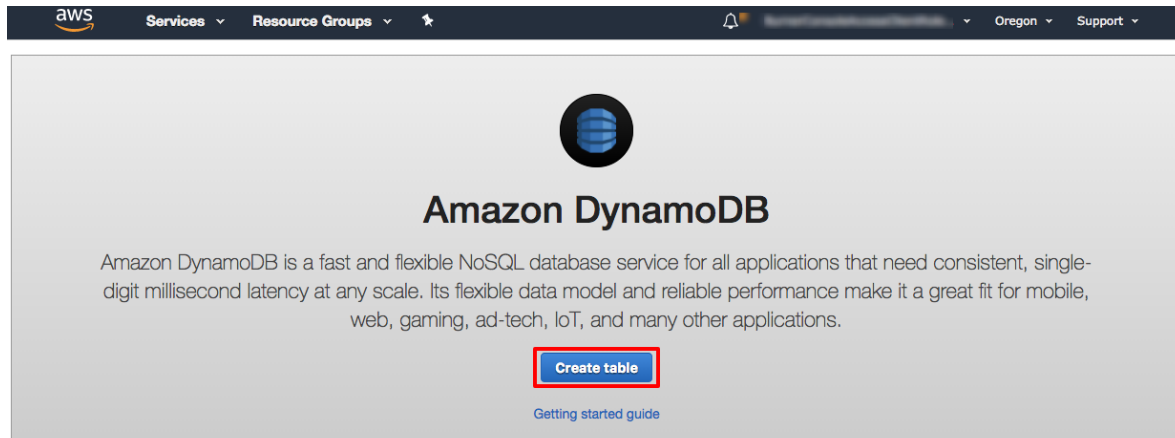 aws Services Resource Groups Oregon Support
Amazon DynamoDB
Amazon DynamoDB is a fast and flexible NoSQL database service for all applications that need consistent, single-
digit millisecond latency at any scale. Its flexible data model and reliable performance make it a great fit for mobile,
web, gaming, ad-tech, IoT, and many other applications.
Create table
Getting started guide